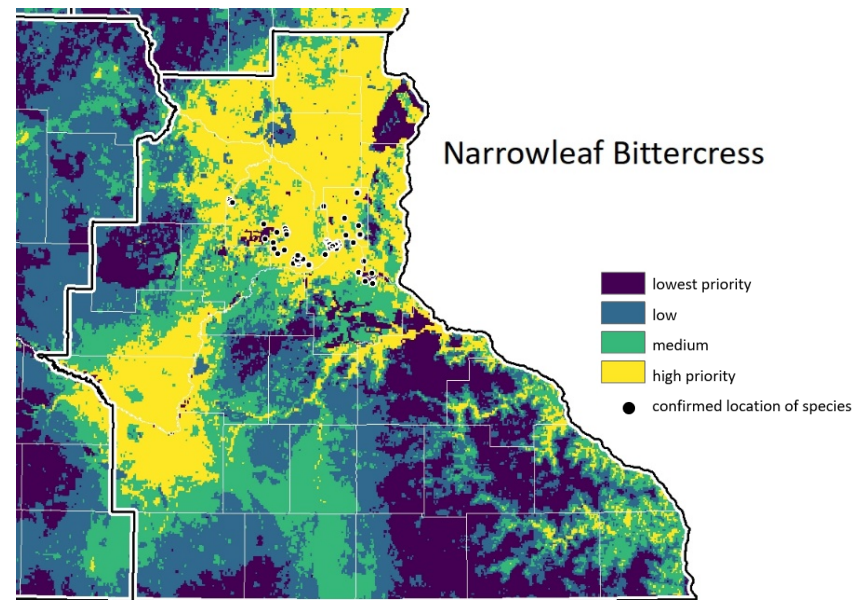 Narrowleaf Bittercress
lowest priority
low
medium
high priority
confirmed location of species